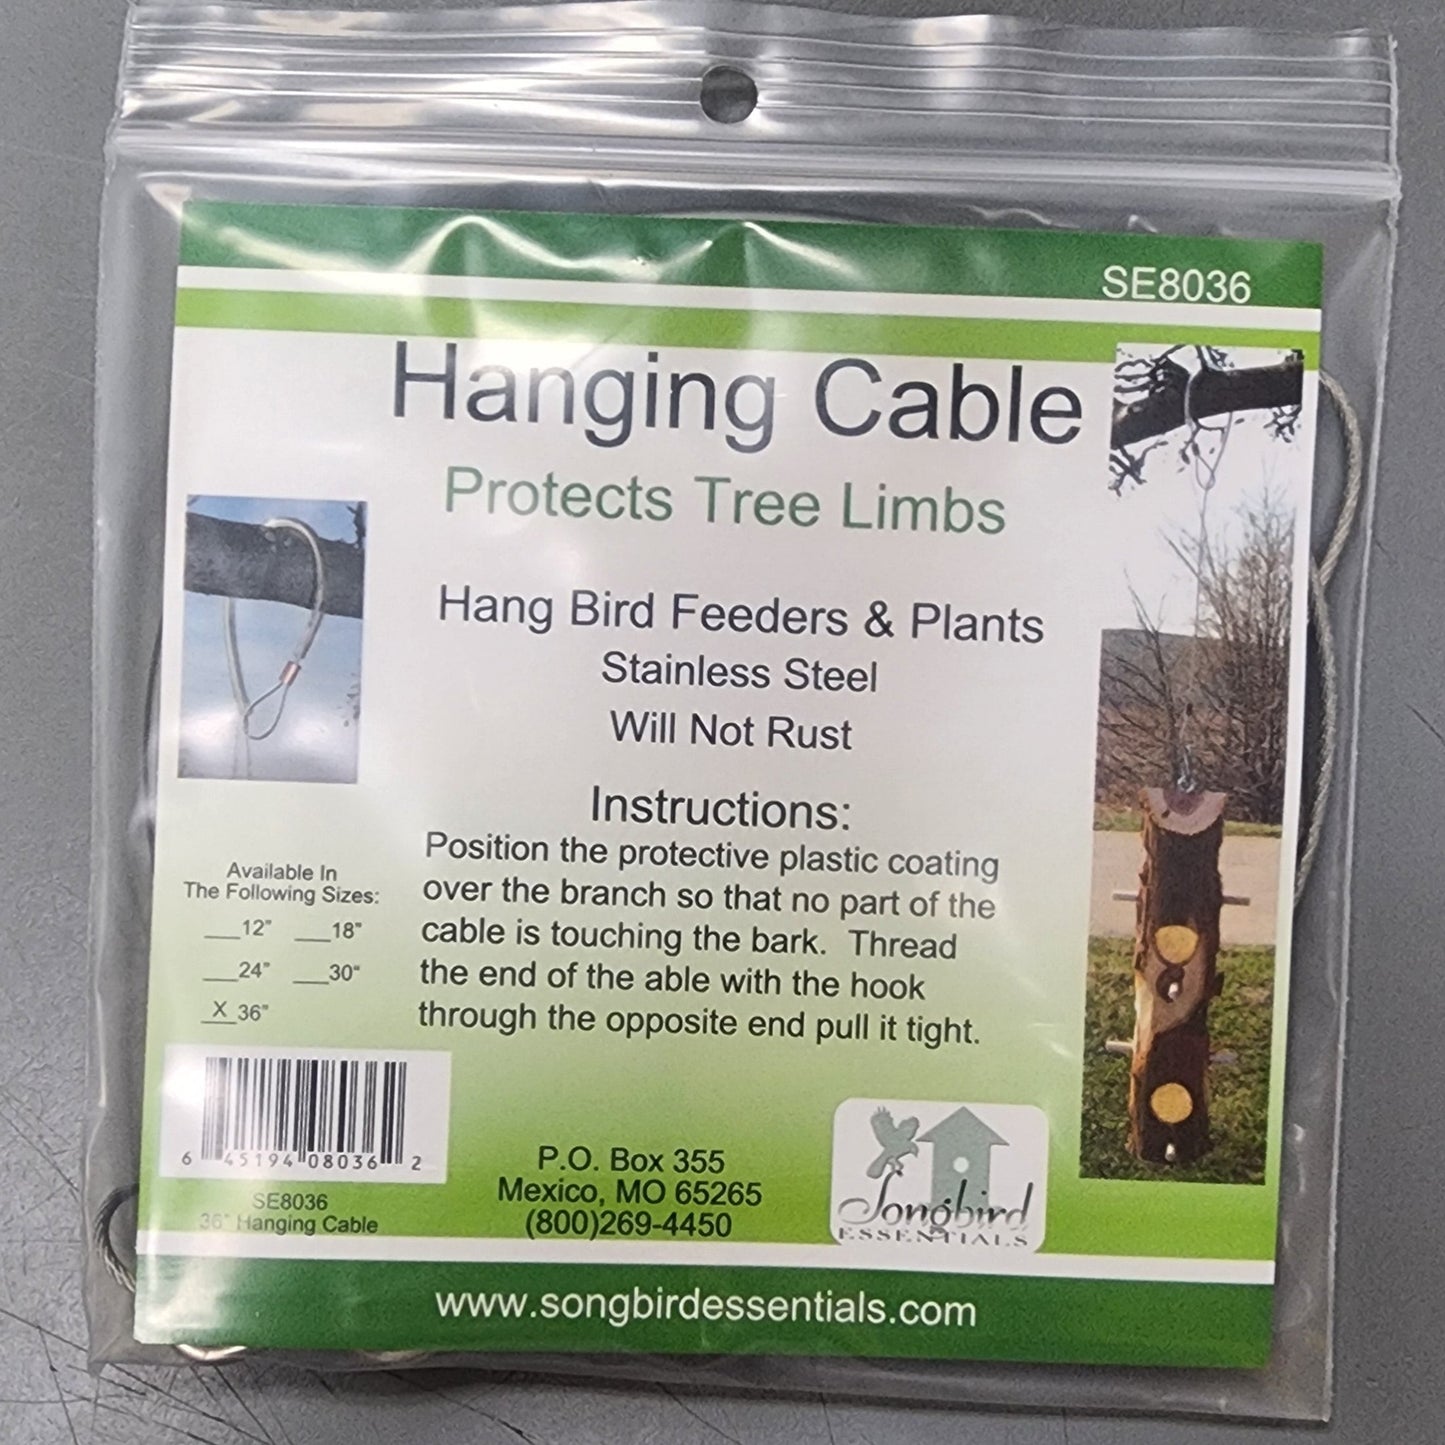 SE8036
Hanging Cable
Protects Tree Limbs
Hang Bird Feeders & Plants
Stainless Steel
Will Not Rust
Instructions:
Position the protective plastic coating
over the branch so that no part of the
cable is touching the bark. Thread
the end of the able with the hook
through the opposite end pull it tight.
Available In
The Following Sizes:
___12" ___18"
___24" ___30"
_X_36"
6 45194 08036 2
SE8036
36" Hanging Cable
P.O. Box 355
Mexico, MO 65265
(800)269-4450
Songbird
ESSENTIALS
www.songbirdessentials.com